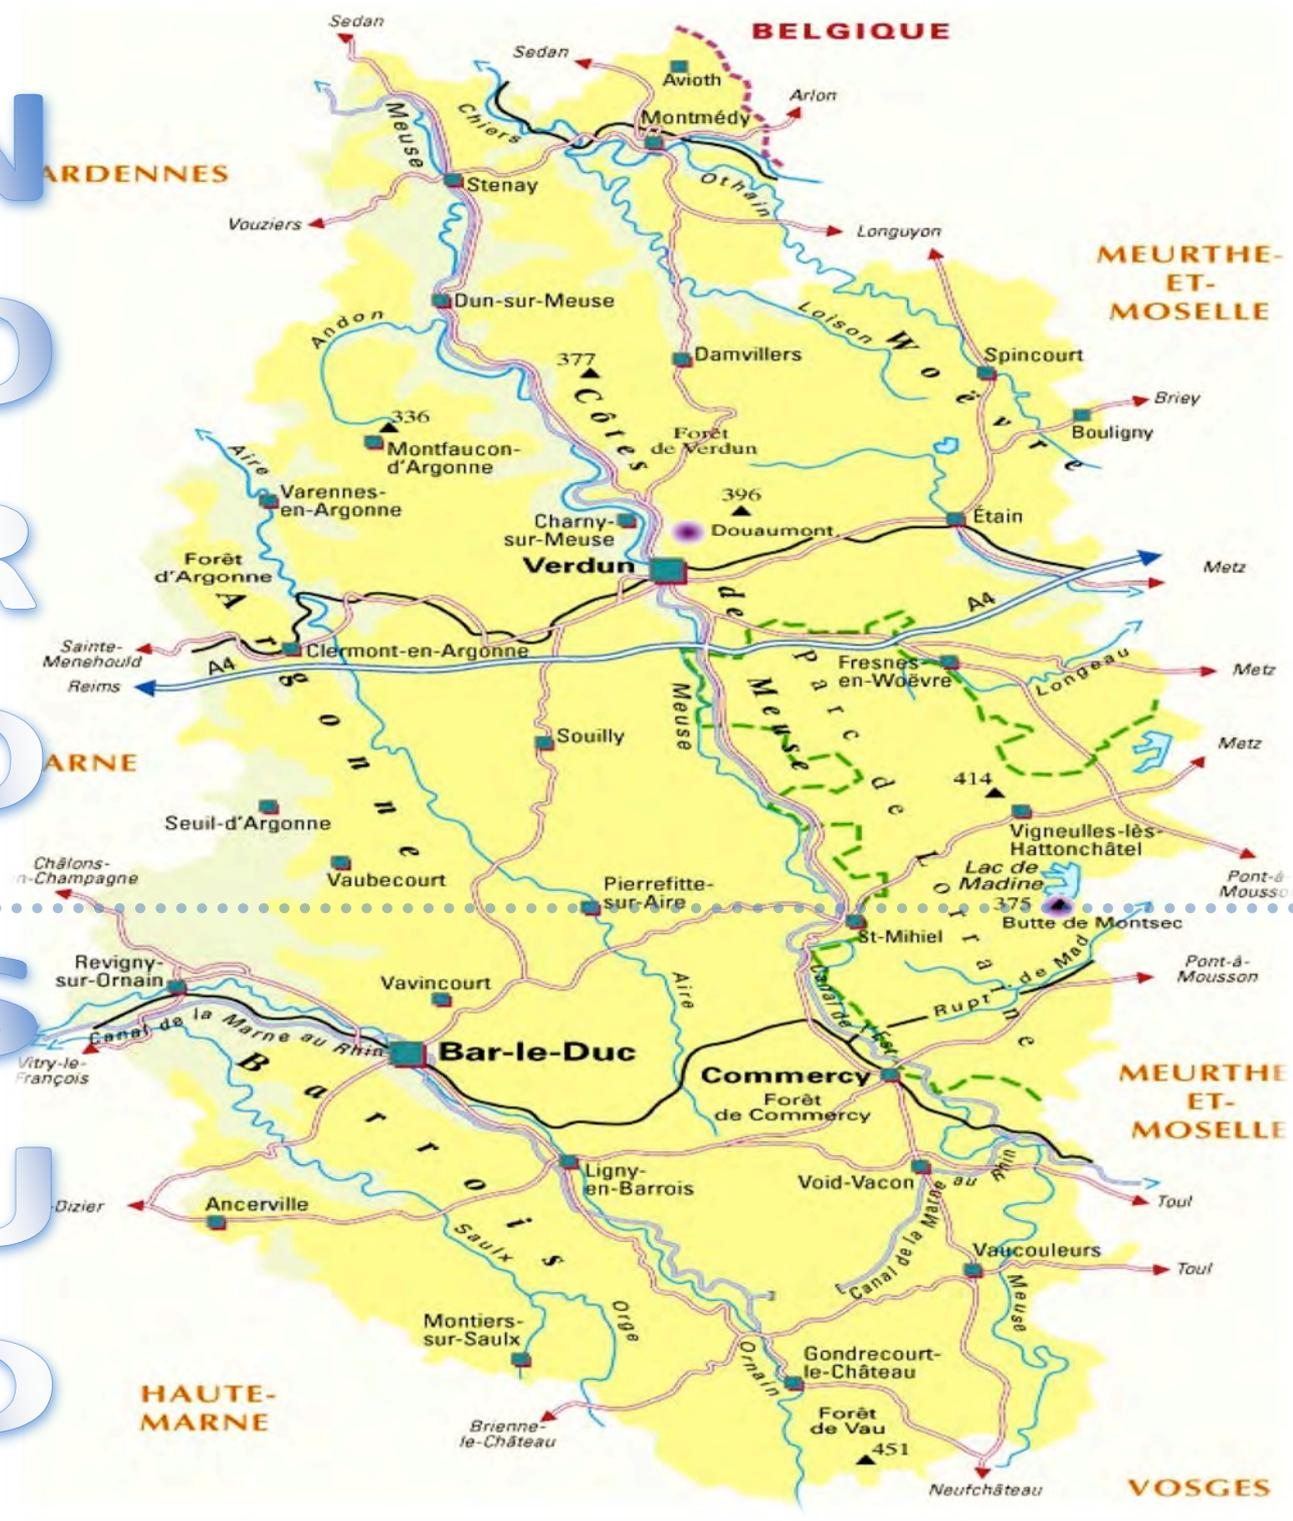 Sedan
BELGIQUE
Sedan
Avioth
Arlon
Montmédy
Chiers
Meuse
N
ARDENNES
Stenay
Othain
Vouziers
Longuyon
MEURTHE-
ET-
MOSELLE
O
Dun-sur-Meuse
Andon
Loison
Woëvre
Spincourt
Damvillers
377
Côtes de Meuse
Briey
Bouligny
336
Montfaucon-
d'Argonne
Forêt
de Verdun
Aire
Varennes-
en-Argonne
396
Douaumont
Étain
R
Charny-
sur-Meuse
Verdun
Forêt
d'Argonne
Argonne
Metz
A4
Sainte-
Menehould
Clermont-en-Argonne
A4
Reims
Parc de Lorraine
Fresnes-
en-Woëvre
Longeau
Metz
Meuse
Souilly
O
Metz
ARNE
414
Seuil-d'Argonne
Vigneulles-lès-
Hattonchâtel
Châlons-
n-Champagne
Vaubecourt
Pierrefitte-
sur-Aire
Lac de
Madine
375
Butte de Montsec
Pont-à-
Mousso
St-Mihiel
S
Revigny-
sur-Ornain
Vavincourt
Aire
Canal de l'Est
Rupt de Mad
Pont-à-
Mousson
Canal de la Marne au Rhin
Vitry-le-
François
Bar-le-Duc
Barrois
Commercy
Forêt
de Commercy
MEURTHE
ET-
MOSELLE
U
Ligny-
en-Barrois
Void-Vacon
Canal de la Marne au Rhin
-Dizier
Ancerville
Toul
Saulx
Vaucouleurs
Toul
Meuse
Orge
Montiers-
sur-Saulx
Ornain
Gondrecourt-
le-Château
HAUTE-
MARNE
Brienne-
le-Château
Forêt
de Vau
451
Neufchâteau
VOSGES